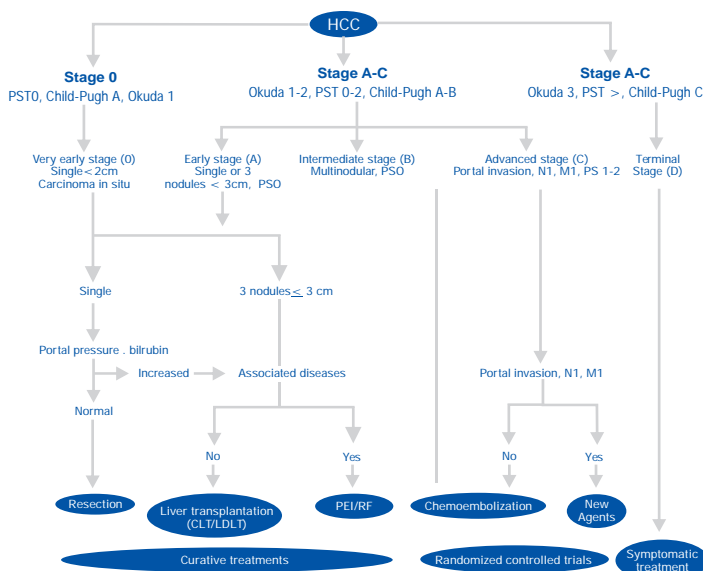 HCC
Stage 0
PST0, Child-Pugh A, Okuda 1
Stage A-C
Okuda 1-2, PST 0-2, Child-Pugh A-B
Stage A-C
Okuda 3, PST >, Child-Pugh C
Very early stage (0)
Single<2cm
Carcinoma in situ
Early stage (A)
Single or 3
nodules < 3cm, PSO
Intermediate stage (B)
Multinodular, PSO
Advanced stage (C)
Portal invasion, N1, M1, PS 1-2
Terminal
Stage (D)
Single
3 nodules≤ 3 cm
Portal pressure . bilrubin
Increased
Associated diseases
Portal invasion, N1, M1
Normal
No
Yes
No
Yes
Resection
Liver transplantation
(CLT/LDLT)
PEI/RF
Chemoembolization
New
Agents
Curative treatments
Randomized controlled trials
Symptomatic
treatment